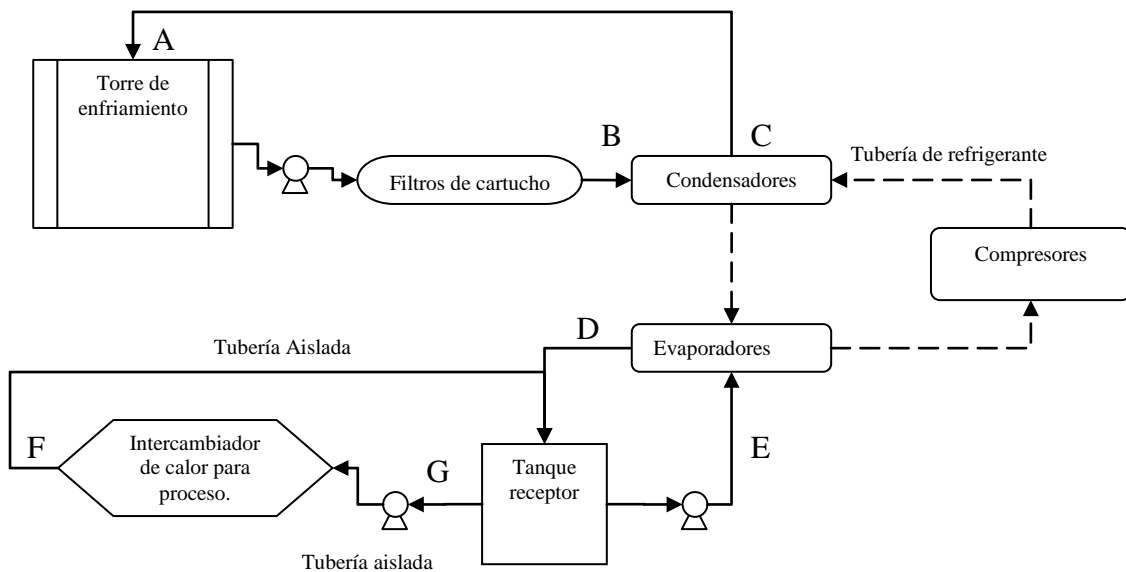 A
Torre de
enfriamiento
B
C
Tubería de refrigerante
Filtros de cartucho
Condensadores
Compresores
D
Evaporadores
Tubería Aislada
F
Intercambiador
de calor para
proceso.
G
Tanque
receptor
E
Tubería aislada